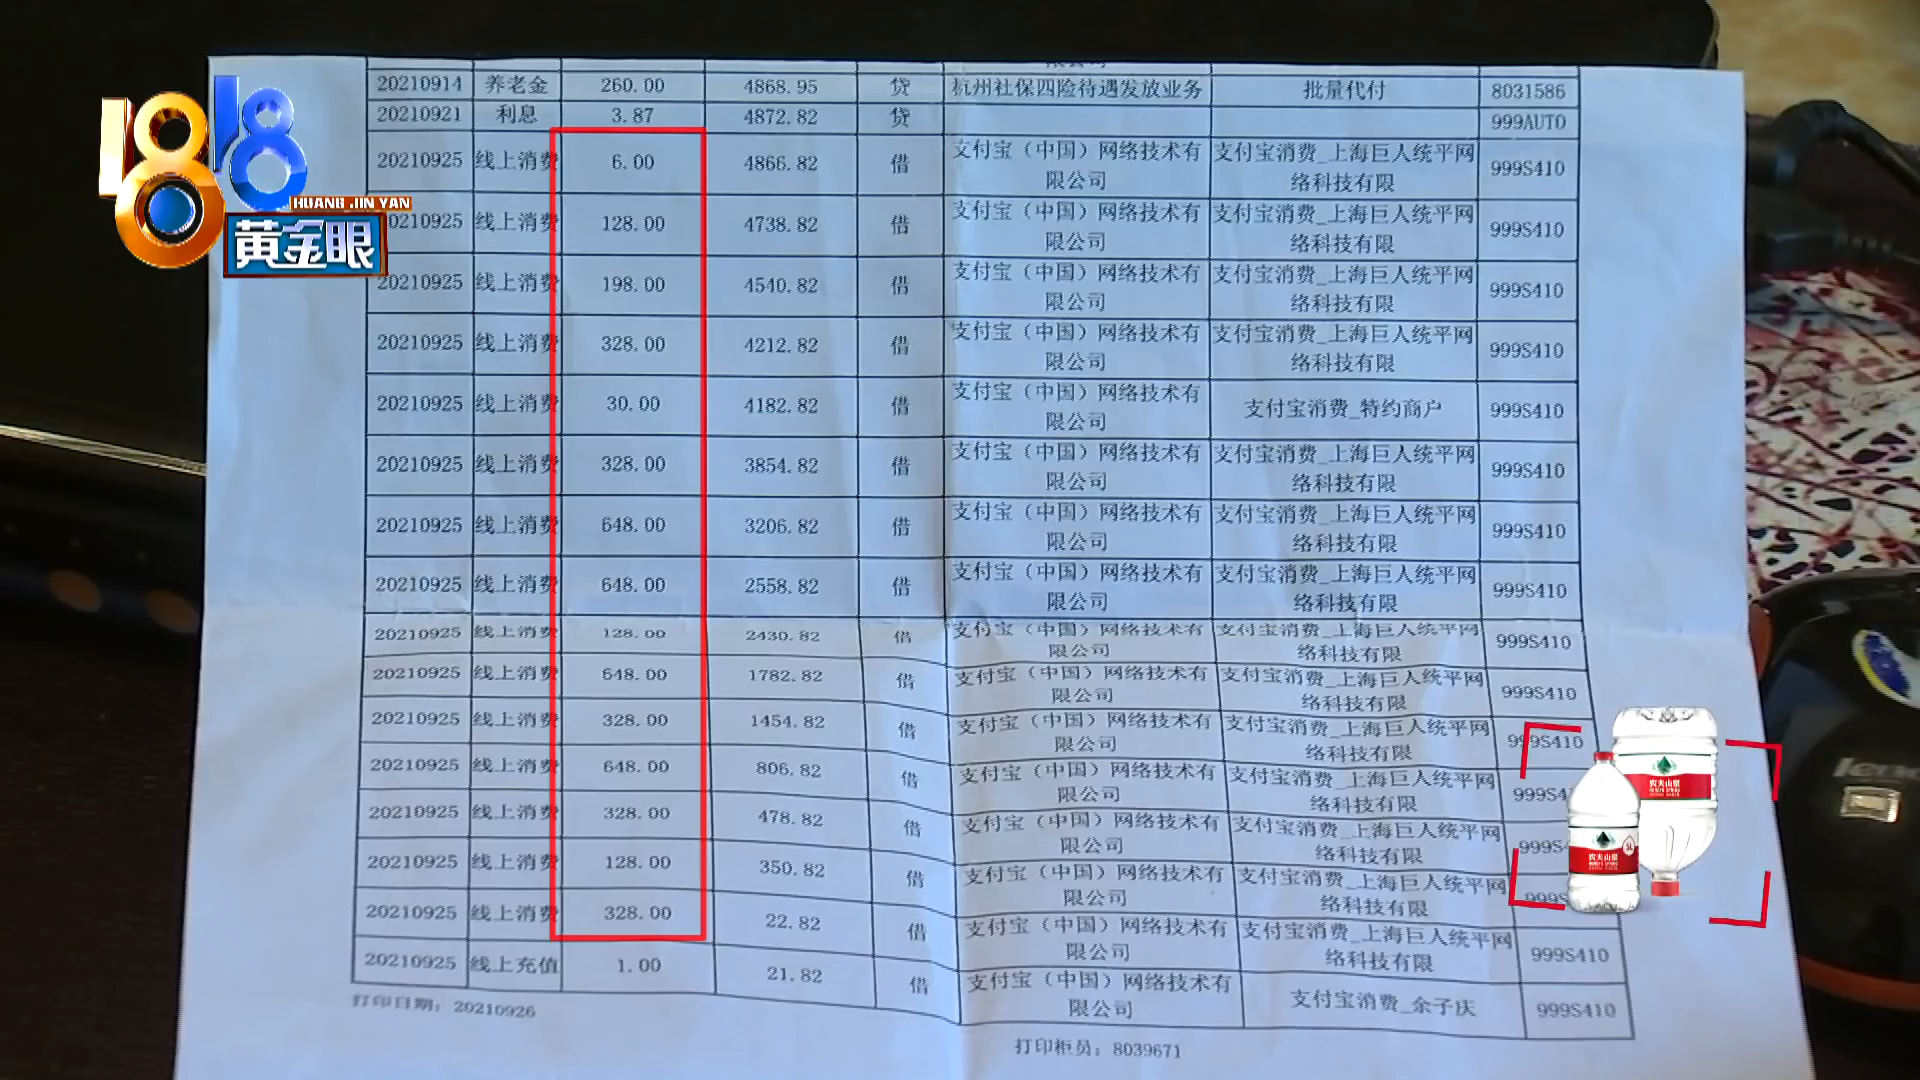 1818
HUANG JIN YAN
黄金眼
20210914 养老金 260.00 4868.95 贷 杭州社保四险待遇发放业务 批量代付 8031586
20210921 利息 3.87 4872.82 贷 999AUTO
20210925 线上消费 6.00 4866.82 借 支付宝（中国）网络技术有 支付宝消费_上海巨人统平网 999S410
限公司 络科技有限
20210925 线上消费 128.00 4738.82 借 支付宝（中国）网络技术有 支付宝消费_上海巨人统平网 999S410
限公司 络科技有限
20210925 线上消费 198.00 4540.82 借 支付宝（中国）网络技术有 支付宝消费_上海巨人统平网 999S410
限公司 络科技有限
20210925 线上消费 328.00 4212.82 借 支付宝（中国）网络技术有 支付宝消费_上海巨人统平网 999S410
限公司 络科技有限
20210925 线上消费 30.00 4182.82 借 支付宝（中国）网络技术有 支付宝消费_特约商户 999S410
限公司
20210925 线上消费 328.00 3854.82 借 支付宝（中国）网络技术有 支付宝消费_上海巨人统平网 999S410
限公司 络科技有限
20210925 线上消费 648.00 3206.82 借 支付宝（中国）网络技术有 支付宝消费_上海巨人统平网 999S410
限公司 络科技有限
20210925 线上消费 648.00 2558.82 借 支付宝（中国）网络技术有 支付宝消费_上海巨人统平网 999S410
限公司 络科技有限
20210925 线上消费 128.00 2430.82 借 支付宝（中国）网络技术有 支付宝消费_上海巨人统平网 999S410
限公司 络科技有限
20210925 线上消费 648.00 1782.82 借 支付宝（中国）网络技术有 支付宝消费_上海巨人统平网 999S410
限公司 络科技有限
20210925 线上消费 328.00 1454.82 借 支付宝（中国）网络技术有 支付宝消费_上海巨人统平网 999S410
限公司 络科技有限
20210925 线上消费 648.00 806.82 借 支付宝（中国）网络技术有 支付宝消费_上海巨人统平网 999S4
限公司 络科技有限
20210925 线上消费 328.00 478.82 借 支付宝（中国）网络技术有 支付宝消费_上海巨人统平网 999S
限公司 络科技有限
20210925 线上消费 128.00 350.82 借 支付宝（中国）网络技术有 支付宝消费_上海巨人统平网 999S
限公司 络科技有限
20210925 线上消费 328.00 22.82 借 支付宝（中国）网络技术有 支付宝消费_上海巨人统平网 999S410
限公司 络科技有限
20210925 线上充值 1.00 21.82 借 支付宝（中国）网络技术有 支付宝消费_余子庆 999S410
限公司
打印日期：20210926
打印柜员：8039671
农夫山泉
农夫山泉
5L